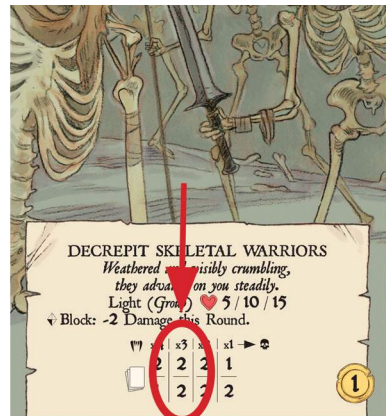 DECREPIT SKELETAL WARRIORS
Weathered and visibly crumbling,
they advance on you steadily.
Light (Group) 5 / 10 / 15
Block: -2 Damage this Round.
x3 x1
2 2 2 1
2 2 2
1